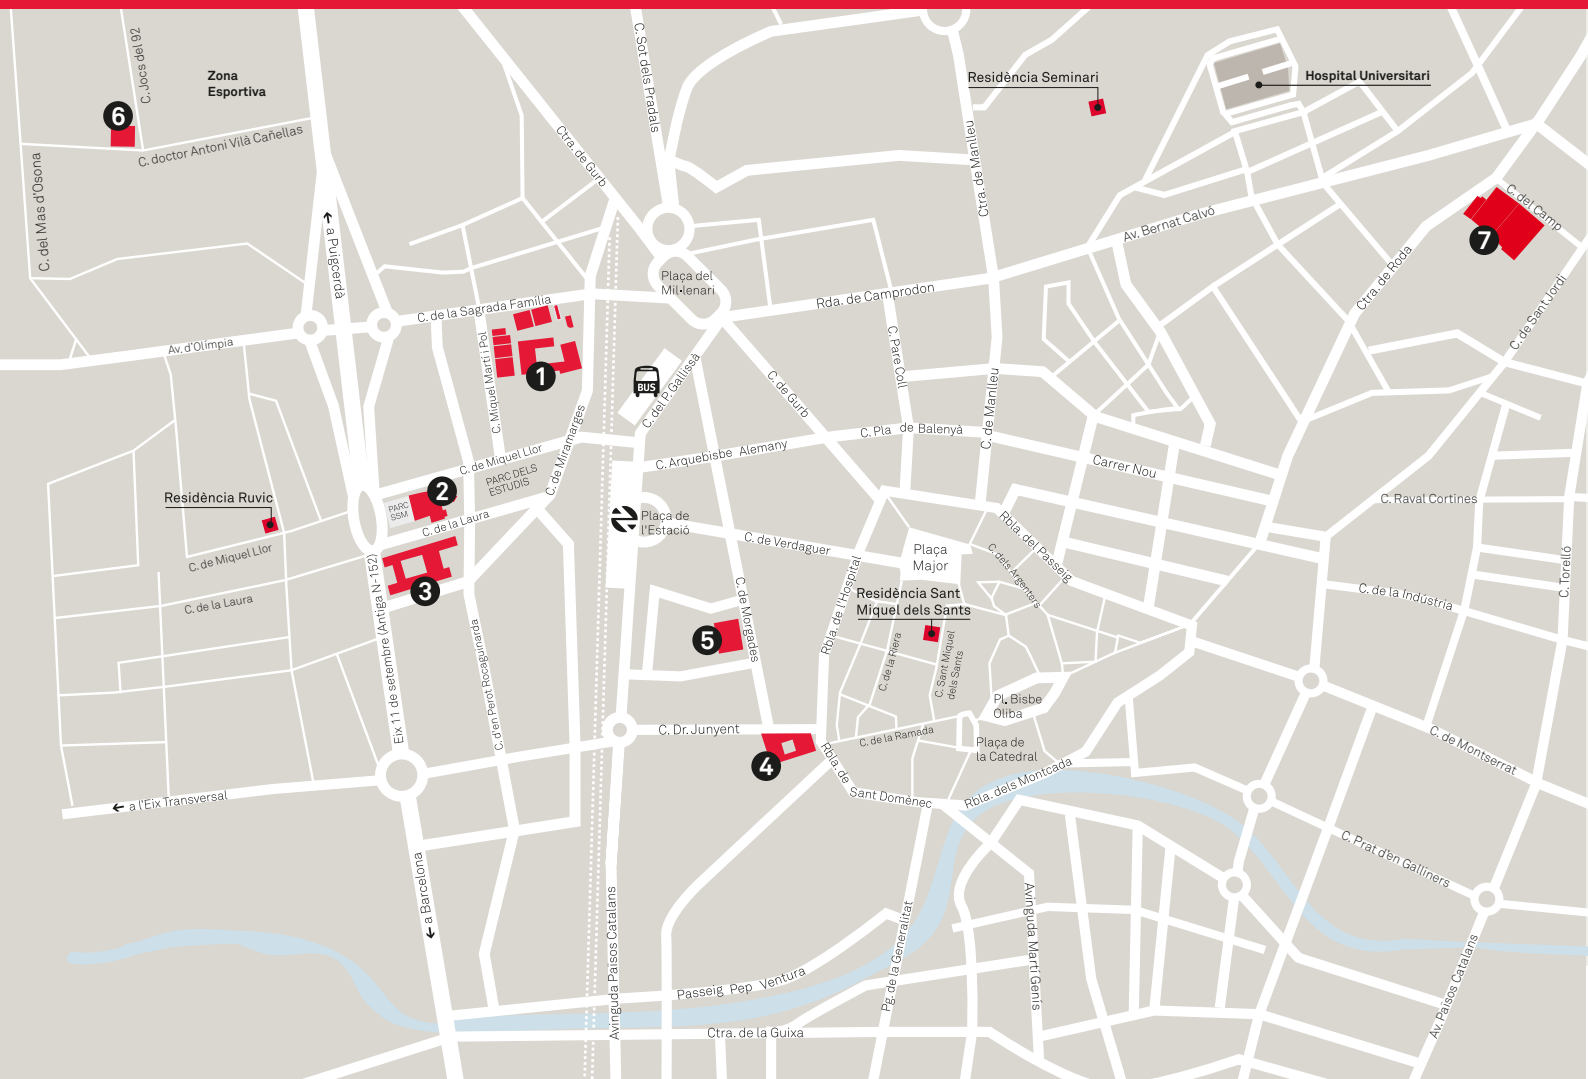 C. Jocs del 92
Zona
Esportiva
6
C. doctor Antoni Vilà Cañellas
C. del Mas d'Osona
a Puigcerdà
C. Sot dels Pradals
Ctra. de Gurb
Residència Seminari
Ctra. de Manlleu
Hospital Universitari
C. del Camp
7
Av. Bernat Calvó
Ctra. de Roda
C. de Sant Jordi
Plaça del
Mil·lenari
Rda. de Camprodon
C. de la Sagrada Família
Av. d'Olímpia
C. Miquel Martí i Pol
1
BUS
C. del P. Gallissà
C. de Gurb
C. Pare Coll
C. de Manlleu
C. Pla de Balenyà
C. Arquebisbe Alemany
Carrer Nou
C. de Miramarges
C. de Miquel Llor
PARC DELS
ESTUDIS
2
PARC
SSM
C. de la Laura
Residència Ruvic
C. de Miquel Llor
C. de la Laura
3
Plaça de
l'Estació
C. de Verdaguer
Plaça
Major
Rbla. del Passeig
C. dels Argenters
C. Raval Cortines
C. Torelló
C. de la Indústria
Residència Sant
Miquel dels Sants
Rbla. de l'Hospital
C. de la Riera
C. Sant Miquel
dels Sants
C. de Morgades
5
Eix 11 de setembre (Antiga N-152)
C. d'en Perot Rocaguinarda
Pl. Bisbe
Oliba
C. Dr. Junyent
C. de la Ramada
Plaça de
la Catedral
4
Rbla. de
Sant Domènec
Rbla. dels Montcada
C. de Montserrat
a l'Eix Transversal
C. Prat d'en Galliners
a Barcelona
Avinguda Països Catalans
Passeig Pep Ventura
Pg. de la Generalitat
Avinguda Martí Genís
Av. Països Catalans
Ctra. de la Guixa